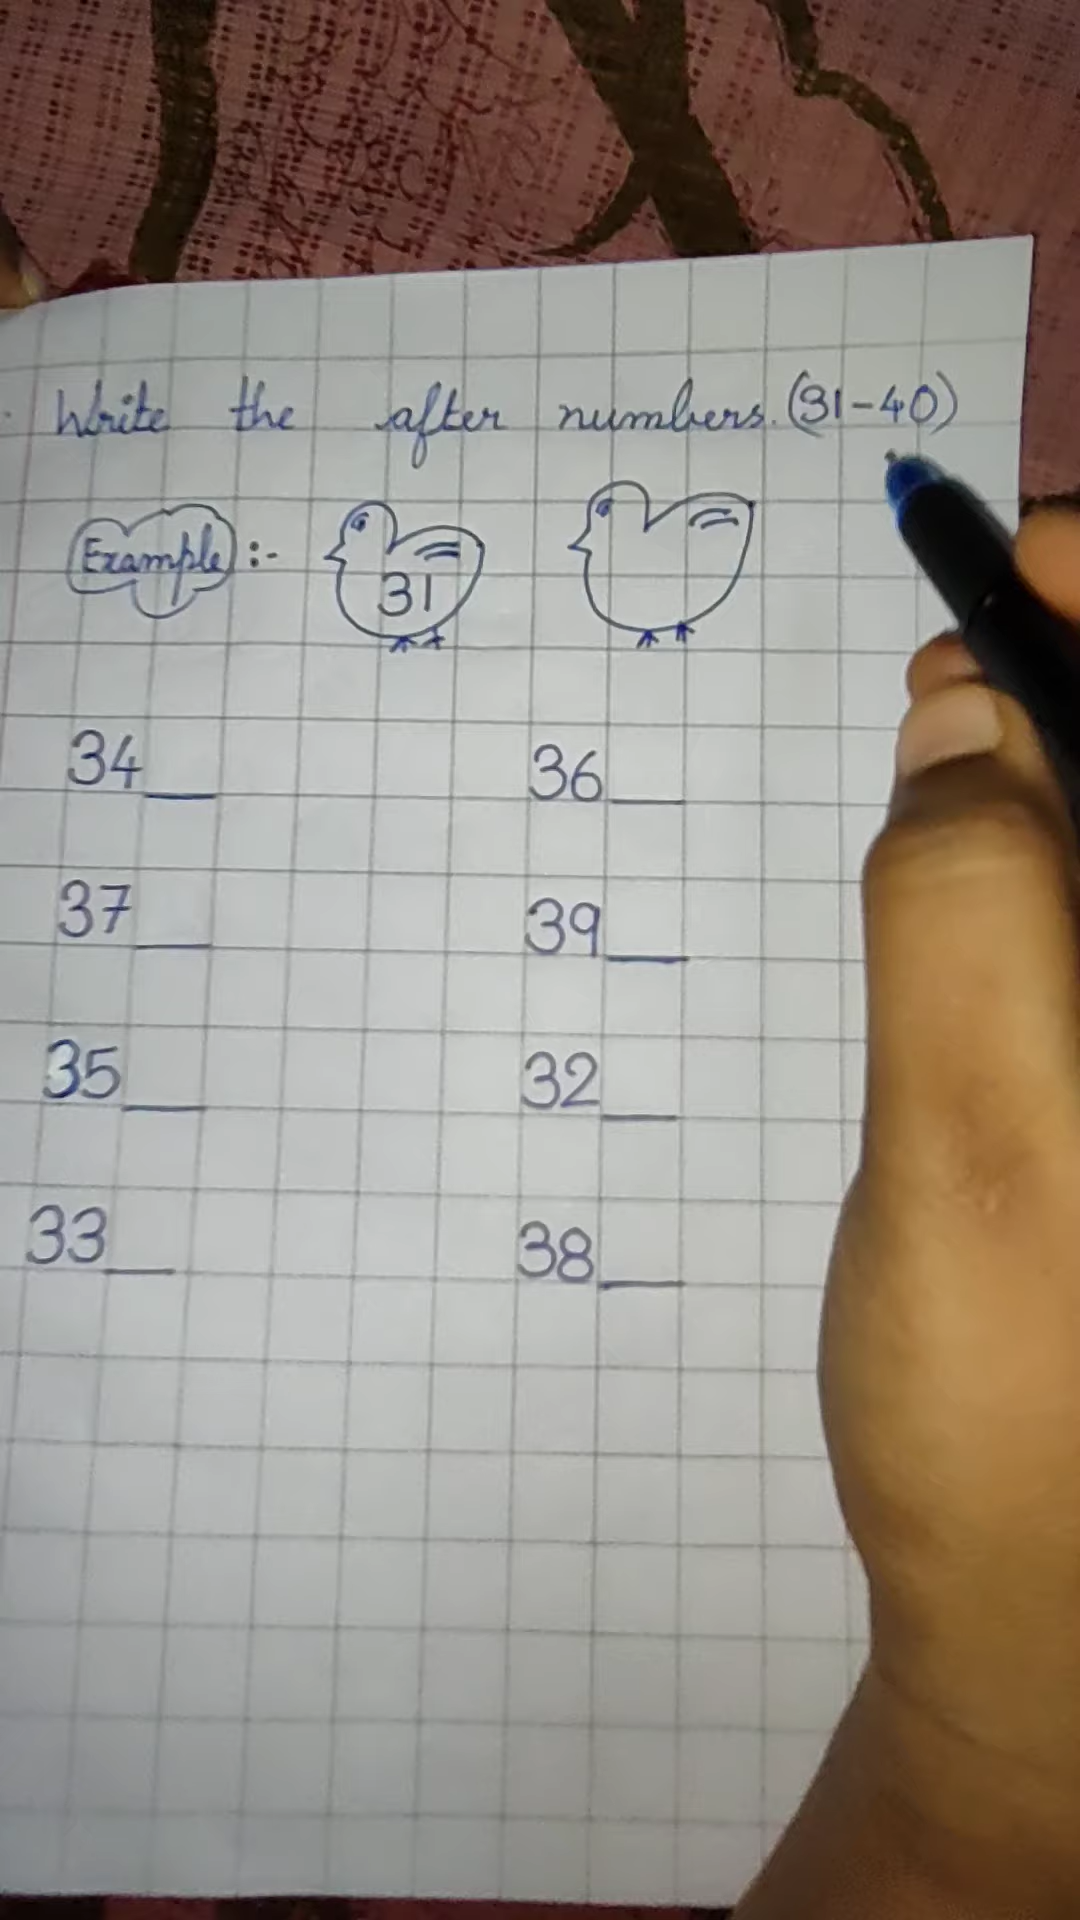 Write the after numbers. (31-40)
Example :- 31
34__ 36__
37__ 39__
35__ 32__
33__ 38__